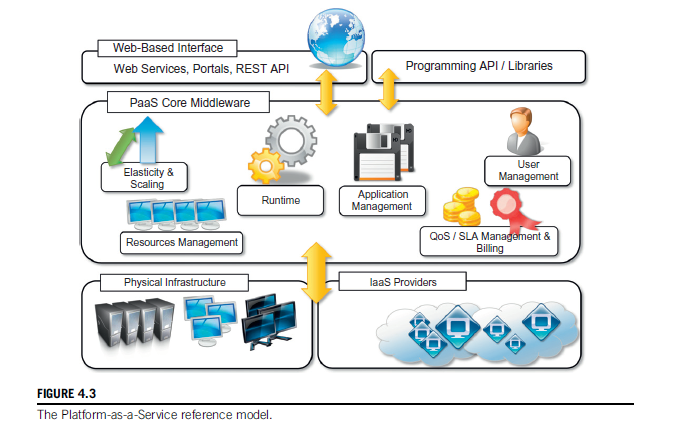 Web-Based Interface
Web Services, Portals, REST API
Programming API / Libraries
PaaS Core Middleware
Elasticity &
Scaling
Runtime
Application
Management
User
Management
Resources Management
QoS / SLA Management &
Billing
Physical Infrastructure
IaaS Providers
FIGURE 4.3
The Platform-as-a-Service reference model.